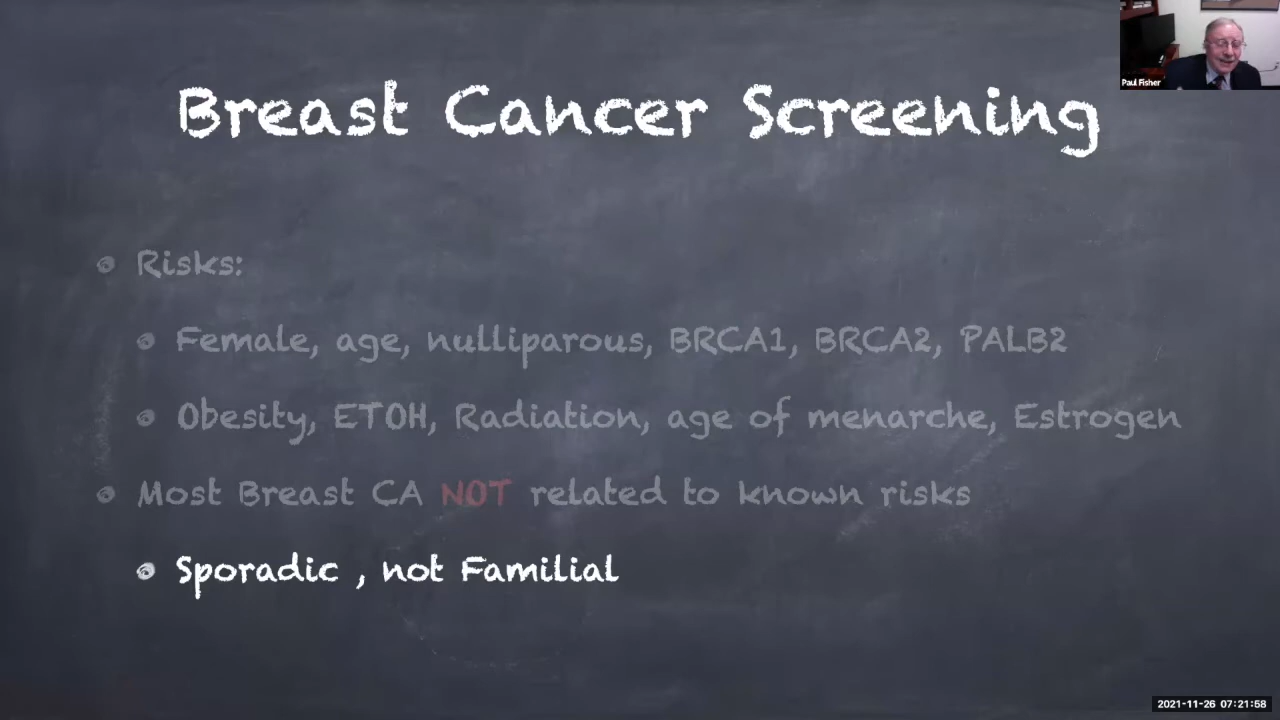 Paul Fisher
Breast Cancer Screening
Risks:
Female, age, nulliparous, BRCA1, BRCA2, PALB2
Obesity, ETOH, Radiation, age of menarche, Estrogen
Most Breast CA NOT related to known risks
Sporadic , not Familial
2021-11-26 07:21:58